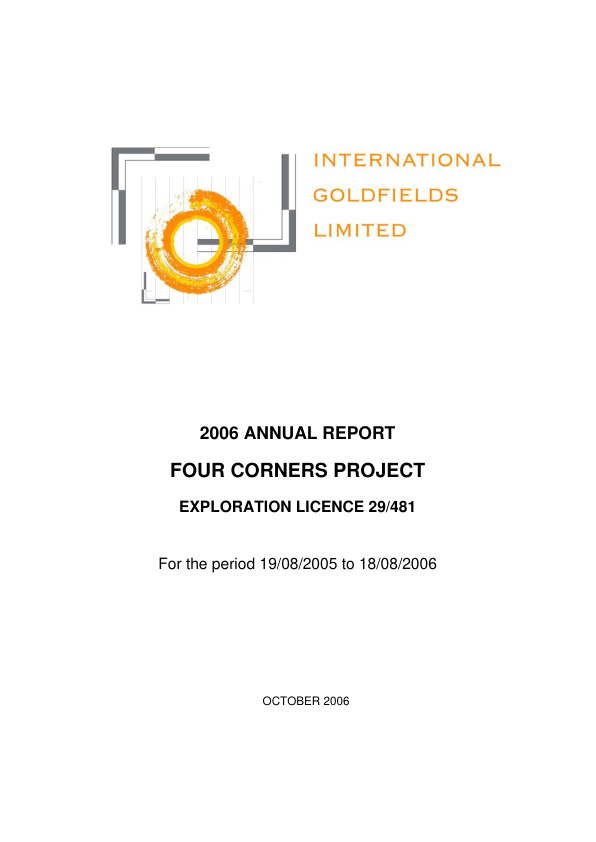 INTERNATIONAL
GOLDFIELDS
LIMITED
2006 ANNUAL REPORT
FOUR CORNERS PROJECT
EXPLORATION LICENCE 29/481
For the period 19/08/2005 to 18/08/2006
OCTOBER 2006